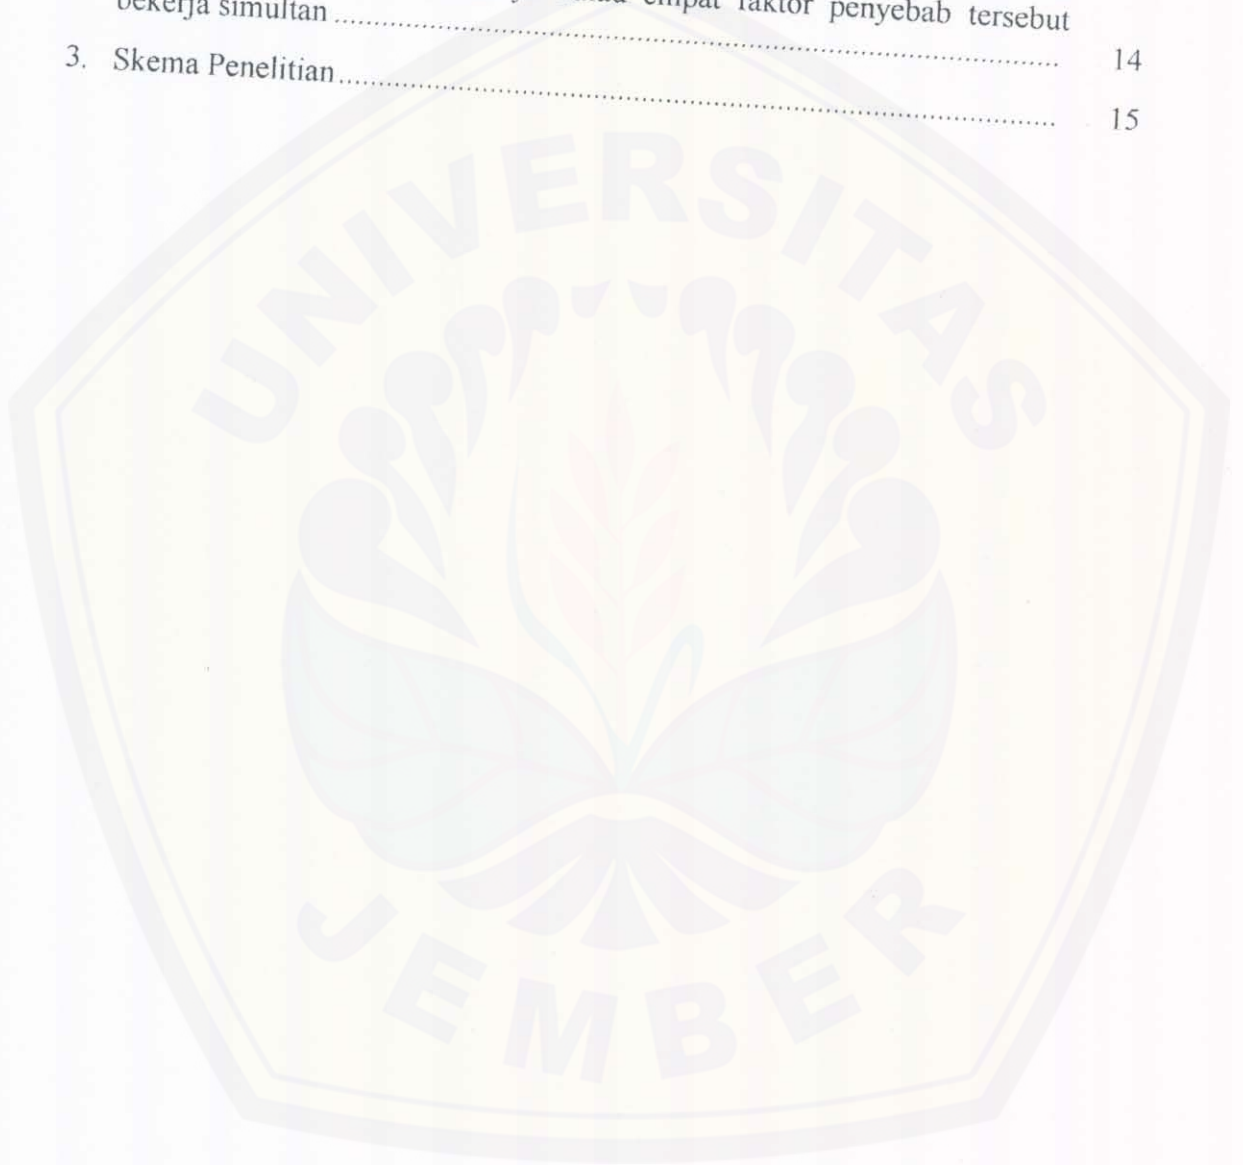 empat faktor penyebab tersebut
bekerja simultan ........ 14
3. Skema Penelitian ........ 15
UNIVERSITAS
JEMBER